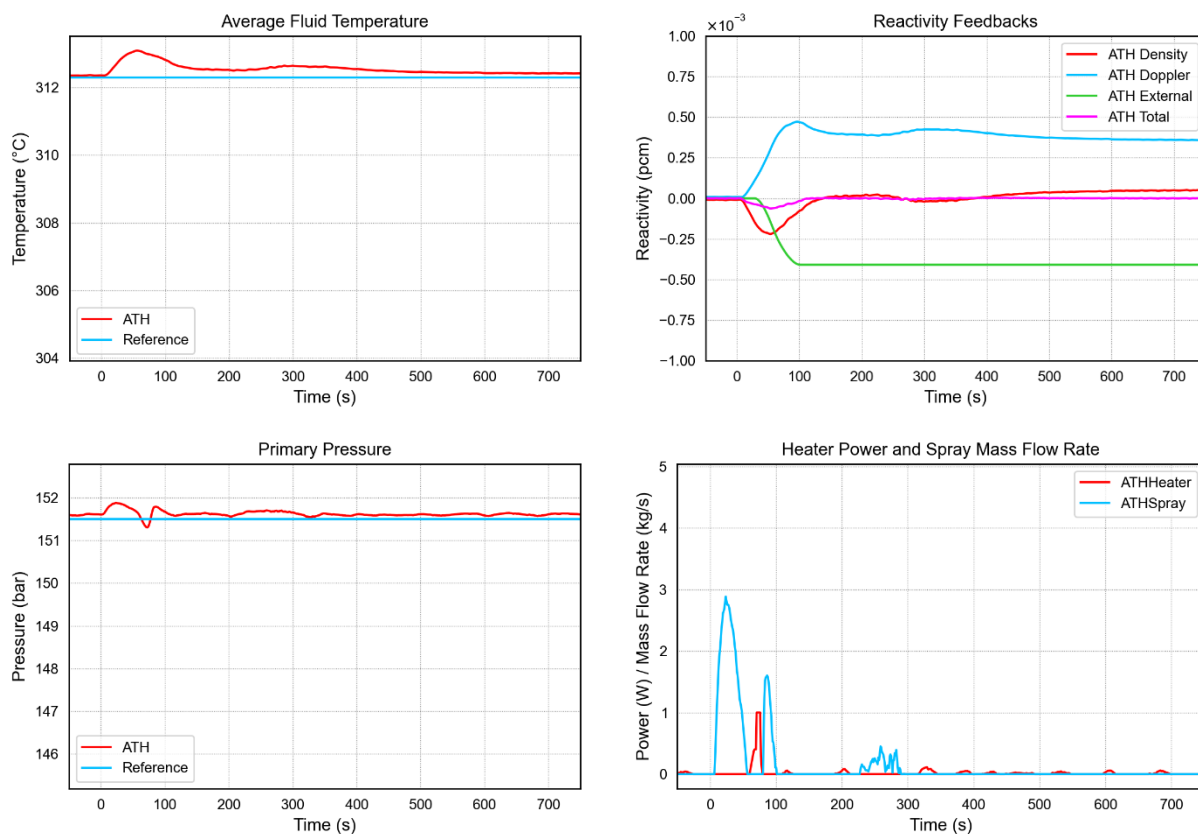 Average Fluid Temperature
Temperature (°C)
312
310
308
306
304
ATH
Reference
0 100 200 300 400 500 600 700
Time (s)
Reactivity Feedbacks
×10⁻³
Reactivity (pcm)
1.00
0.75
0.50
0.25
0.00
−0.25
−0.50
−0.75
−1.00
ATH Density
ATH Doppler
ATH External
ATH Total
0 100 200 300 400 500 600 700
Time (s)
Primary Pressure
Pressure (bar)
152
151
150
149
148
147
146
ATH
Reference
0 100 200 300 400 500 600 700
Time (s)
Heater Power and Spray Mass Flow Rate
Power (W) / Mass Flow Rate (kg/s)
5
4
3
2
1
0
ATHHeater
ATHSpray
0 100 200 300 400 500 600 700
Time (s)